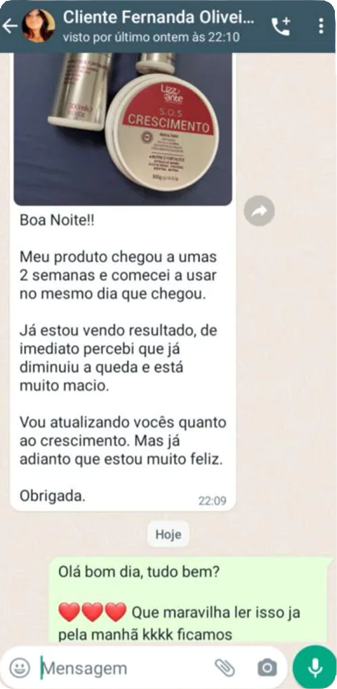 Cliente Fernanda Olivei...
visto por último ontem às 22:10
Lizz
ante
S.O.S
CRESCIMENTO
Boa Noite!!
Meu produto chegou a umas
2 semanas e comecei a usar
no mesmo dia que chegou.
Já estou vendo resultado, de
imediato percebi que já
diminuiu a queda e está
muito macio.
Vou atualizando vocês quanto
ao crescimento. Mas já
adianto que estou muito feliz.
Obrigada.
22:09
Hoje
Olá bom dia, tudo bem?
❤️❤️❤️ Que maravilha ler isso ja
pela manhã kkkk ficamos
Mensagem